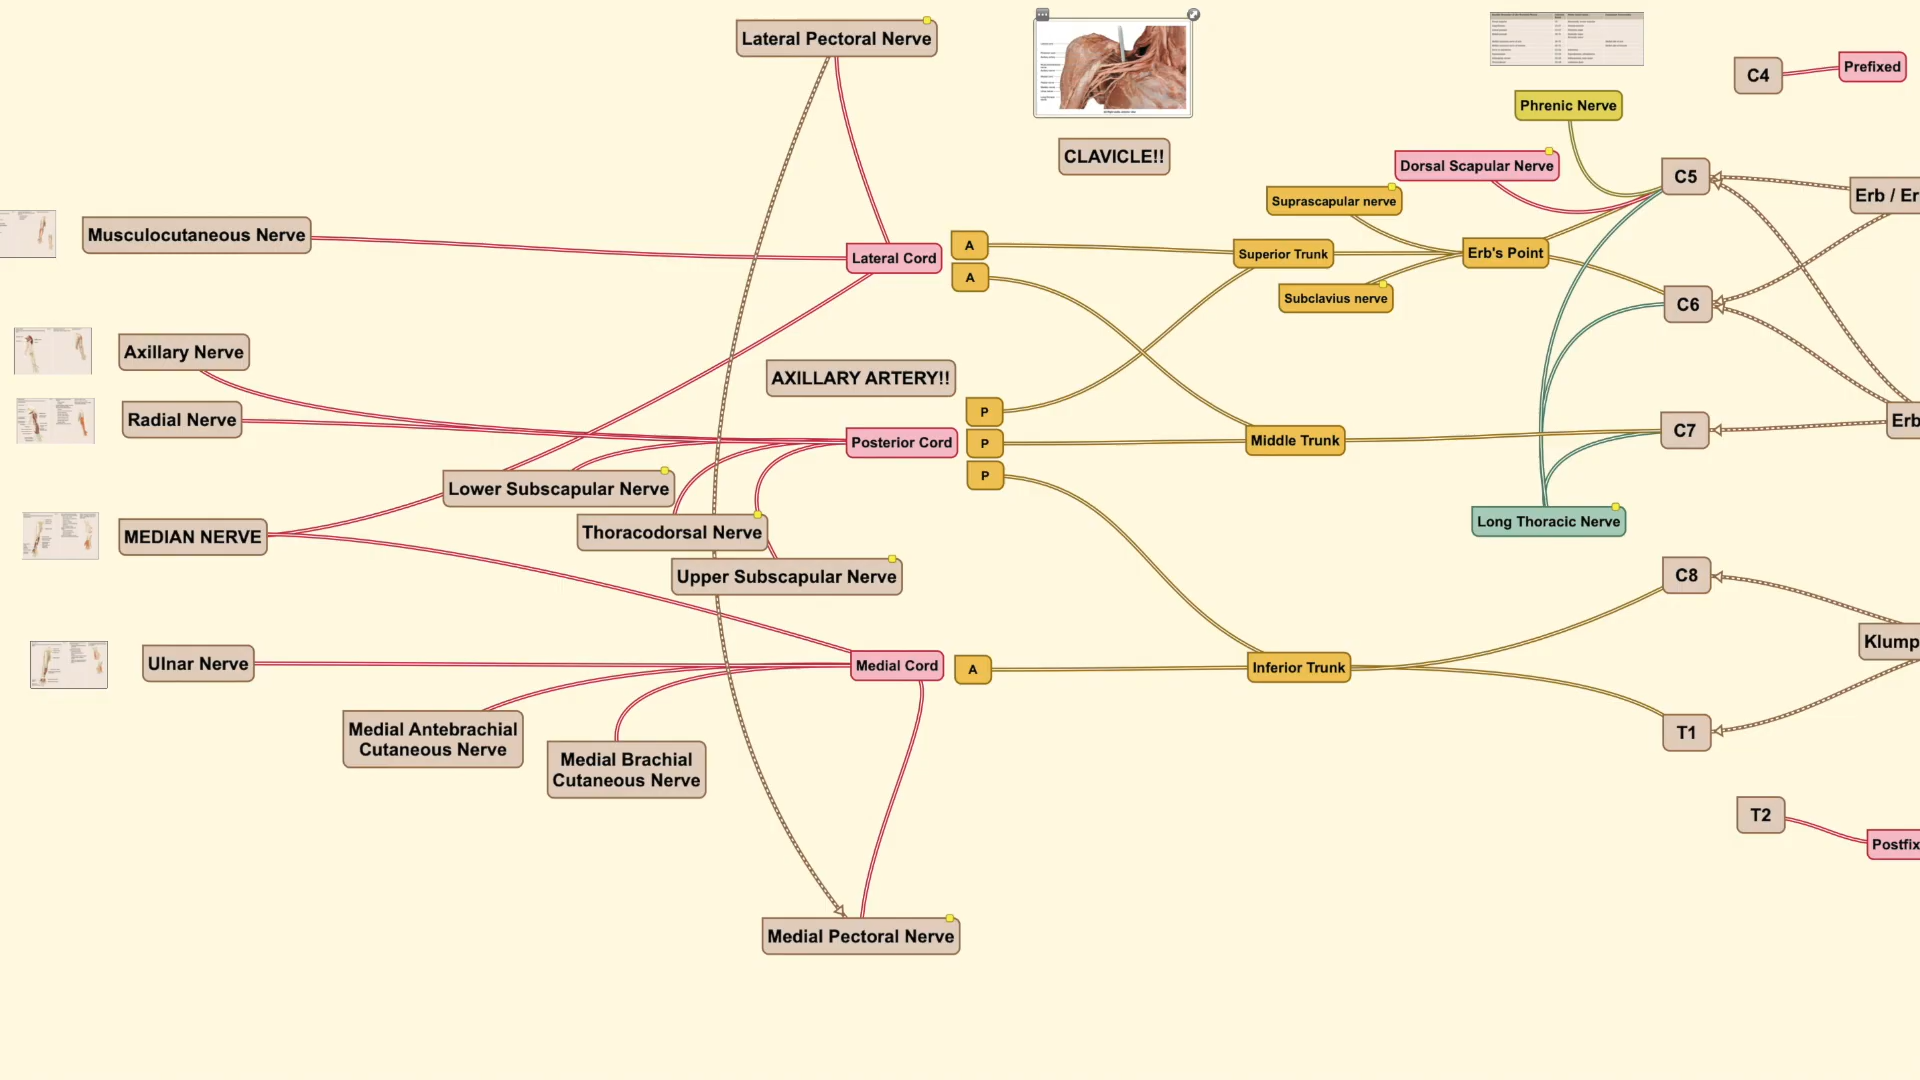 Lateral Pectoral Nerve
C4
Prefixed
Phrenic Nerve
CLAVICLE!!
Dorsal Scapular Nerve
C5
Suprascapular nerve
Erb / Er
Musculocutaneous Nerve
Lateral Cord
A
A
Superior Trunk
Erb's Point
Subclavius nerve
C6
Axillary Nerve
AXILLARY ARTERY!!
Radial Nerve
Posterior Cord
P
P
P
Middle Trunk
C7
Erb
Lower Subscapular Nerve
MEDIAN NERVE
Thoracodorsal Nerve
Long Thoracic Nerve
Upper Subscapular Nerve
C8
Ulnar Nerve
Medial Cord
A
Inferior Trunk
Klump
Medial Antebrachial
Cutaneous Nerve
Medial Brachial
Cutaneous Nerve
T1
T2
Postfix
Medial Pectoral Nerve